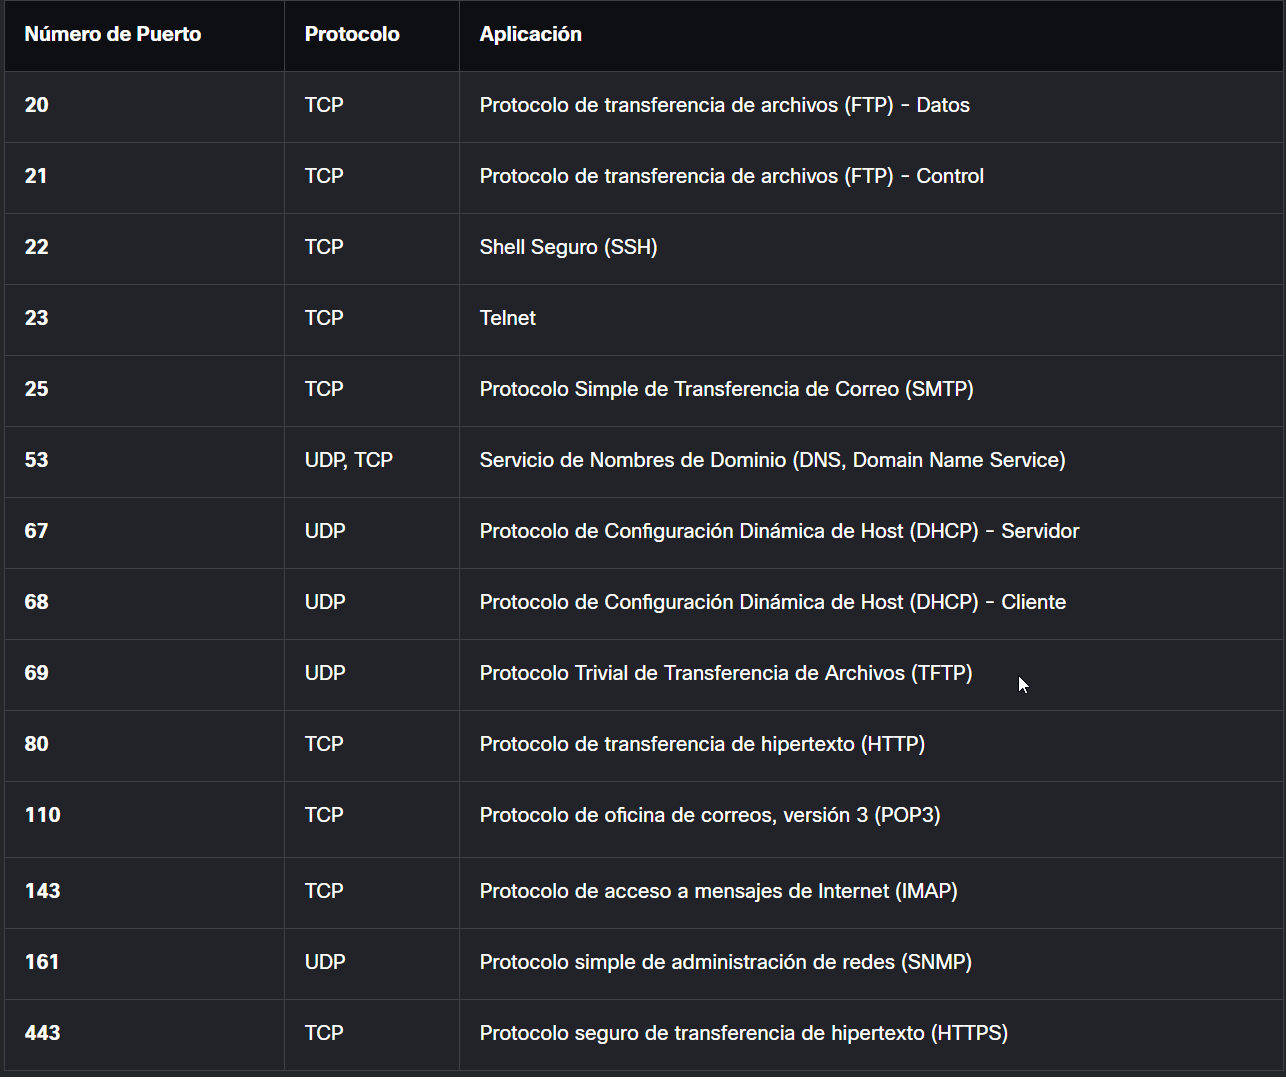 Número de Puerto Protocolo Aplicación
20 TCP Protocolo de transferencia de archivos (FTP) - Datos
21 TCP Protocolo de transferencia de archivos (FTP) - Control
22 TCP Shell Seguro (SSH)
23 TCP Telnet
25 TCP Protocolo Simple de Transferencia de Correo (SMTP)
53 UDP, TCP Servicio de Nombres de Dominio (DNS, Domain Name Service)
67 UDP Protocolo de Configuración Dinámica de Host (DHCP) - Servidor
68 UDP Protocolo de Configuración Dinámica de Host (DHCP) - Cliente
69 UDP Protocolo Trivial de Transferencia de Archivos (TFTP)
80 TCP Protocolo de transferencia de hipertexto (HTTP)
110 TCP Protocolo de oficina de correos, versión 3 (POP3)
143 TCP Protocolo de acceso a mensajes de Internet (IMAP)
161 UDP Protocolo simple de administración de redes (SNMP)
443 TCP Protocolo seguro de transferencia de hipertexto (HTTPS)